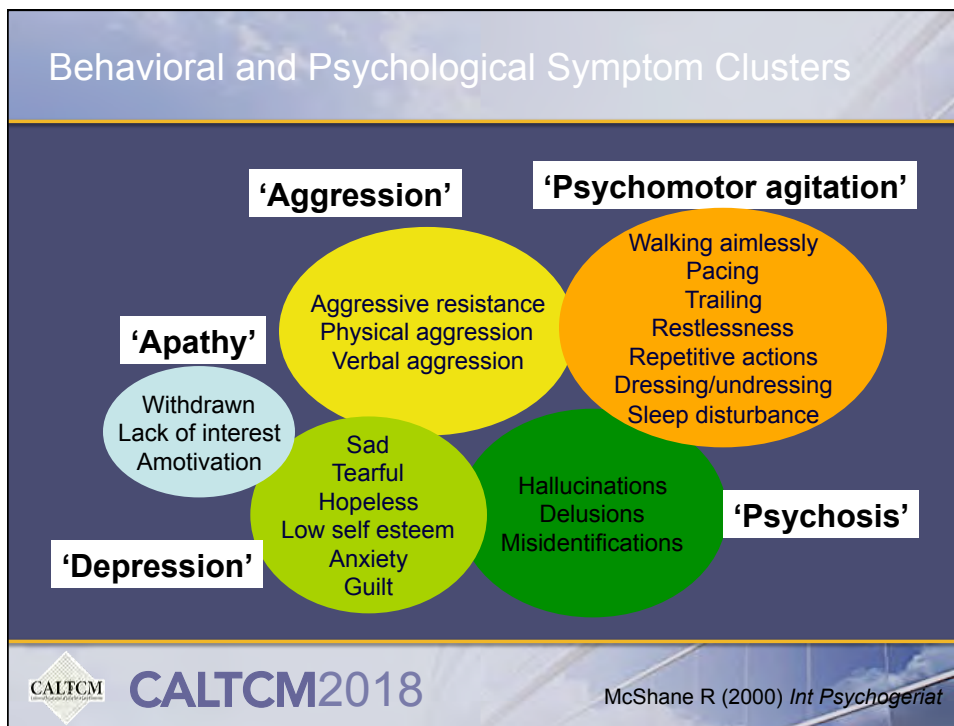 Behavioral and Psychological Symptom Clusters
‘Aggression’
Aggressive resistance
Physical aggression
Verbal aggression
‘Psychomotor agitation’
Walking aimlessly
Pacing
Trailing
Restlessness
Repetitive actions
Dressing/undressing
Sleep disturbance
‘Apathy’
Withdrawn
Lack of interest
Amotivation
Sad
Tearful
Hopeless
Low self esteem
Anxiety
Guilt
‘Depression’
Hallucinations
Delusions
Misidentifications
‘Psychosis’
CALTCM
CALTCM2018
McShane R (2000) Int Psychogeriat